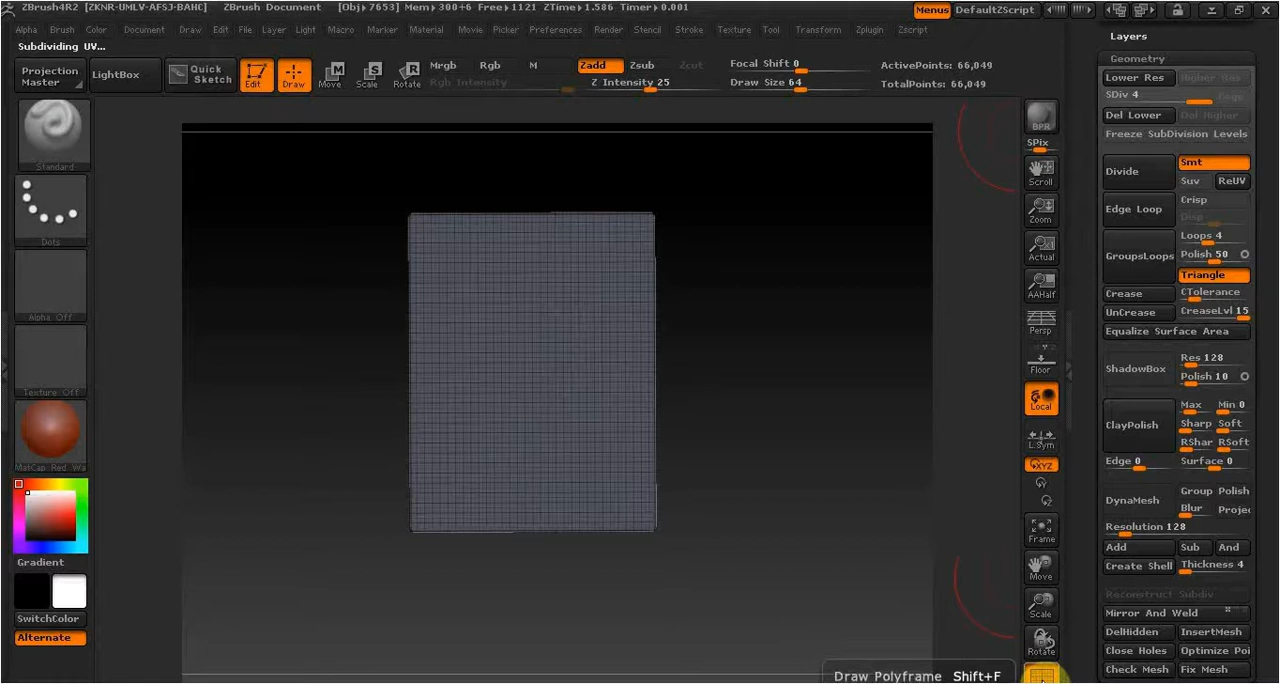 ZBrush4R2 [ZKNR-UMLV-AFSJ-BAHC] ZBrush Document [Obj+7653] Mem+300+6 Free+1121 ZTime+1.586 Timer+0.001 Menus DefaultZScript
Alpha Brush Color Document Draw Edit File Layer Light Macro Marker Material Movie Picker Preferences Render Stencil Stroke Texture Tool Transform Zplugin Zscript
Subdividing UV...
Projection Master
LightBox
Quick Sketch
Edit
Draw
Move
Scale
Rotate
Mrgb Rgb M
Rgb Intensity
Zadd Zsub Zcut
Z Intensity 25
Focal Shift 0
Draw Size 64
ActivePoints: 66,049
TotalPoints: 66,049
Standard
Dots
Alpha Off
Texture Off
MatCap Red Wa
Gradient
SwitchColor
Alternate
BPR
SPix
Scroll
Zoom
Actual
AAHalf
Persp
Floor
Local
L.Sym
XYZ
Y
Z
Frame
Move
Scale
Rotate
Draw Polyframe Shift+F
Layers
Geometry
Lower Res Higher Res
SDiv 4
Del Lower Del Higher
Freeze SubDivision Levels
Divide
Smt
Suv ReUV
Edge Loop
Crisp
Disp
GroupsLoops
Loops 4
Polish 50
Triangle
Crease CTolerance
UnCrease CreaseLvl 15
Equalize Surface Area
ShadowBox
Res 128
Polish 10
ClayPolish
Max Min 0
Sharp Soft
RShar RSoft
Edge 0 Surface 0
DynaMesh
Group Polish
Blur Projec
Resolution 128
Add Sub And
Create Shell Thickness 4
Reconstruct Subdiv
Mirror And Weld
DelHidden InsertMesh
Close Holes Optimize Poi
Check Mesh Fix Mesh